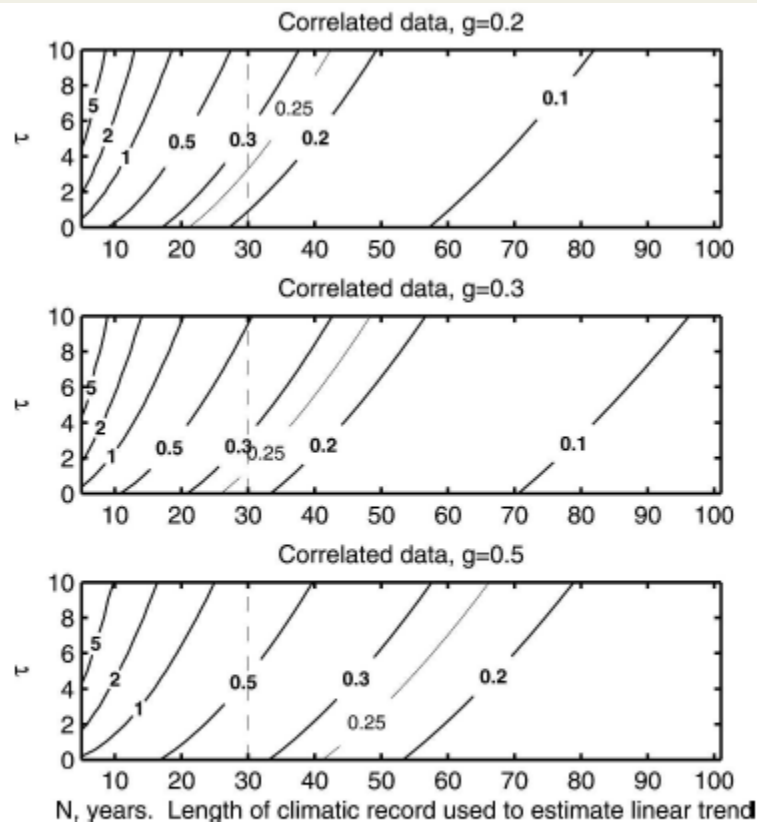 Correlated data, g=0.2
10
8
5 0.25 0.1
6
2 0.5 0.3 0.2
4 1
2
0
τ
10 20 30 40 50 60 70 80 90 100
Correlated data, g=0.3
10
8
6 5
4 2
1 0.5 0.3 0.25 0.2 0.1
2
0
τ
10 20 30 40 50 60 70 80 90 100
Correlated data, g=0.5
10
8
6 5
4 2 0.5 0.3 0.2
1
2 0.25
0
τ
10 20 30 40 50 60 70 80 90 100
N, years. Length of climatic record used to estimate linear trend